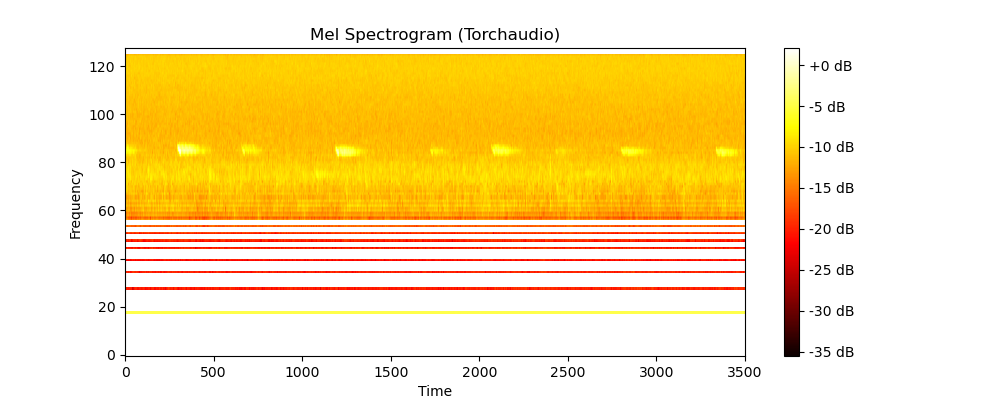 Mel Spectrogram (Torchaudio)
Frequency
120
100
80
60
40
20
0
0 500 1000 1500 2000 2500 3000 3500
Time
+0 dB
-5 dB
-10 dB
-15 dB
-20 dB
-25 dB
-30 dB
-35 dB